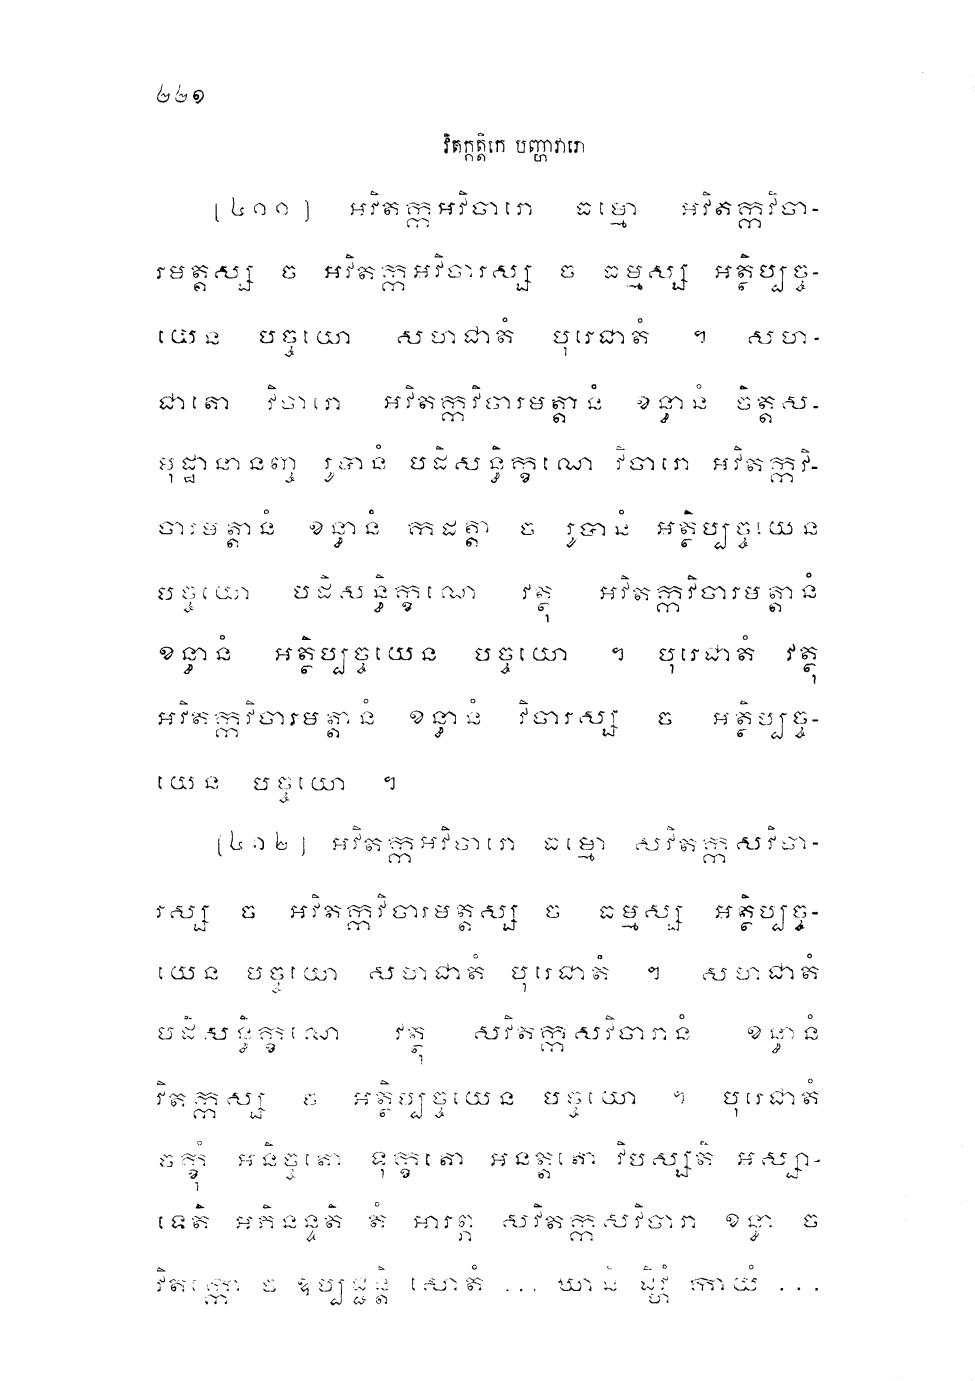 ២២១
វិតក្កត្តិកេ បញ្ហាវារោ
[៤១១] អវិតក្កអវិចារោ ធម្មោ អវិតក្កវិចា-
រមត្តស្ស ច អវិតក្កអវិចារស្ស ច ធម្មស្ស អត្ថិប្បច្ច-
យេន បច្ចយោ សហជាតំ បុរេជាតំ ។ សហ-
ជាតោ វិចារោ អវិតក្កវិចារមត្តានំ ខន្ធានំ ចិត្តស-
មុដ្ឋានានញ្ច រូបានំ បដិសន្ធិក្ខណេ វិចារោ អវិតក្កវិ-
ចារមត្តានំ ខន្ធានំ កដត្តា ច រូបានំ អត្ថិប្បច្ចយេន
បច្ចយោ បដិសន្ធិក្ខណេ វត្ថុ អវិតក្កវិចារមត្តានំ
ខន្ធានំ អត្ថិប្បច្ចយេន បច្ចយោ ។ បុរេជាតំ វត្ថុ
អវិតក្កវិចារមត្តានំ ខន្ធានំ វិចារស្ស ច អត្ថិប្បច្ច-
យេន បច្ចយោ ។
[៤១២] អវិតក្កអវិចារោ ធម្មោ សវិតក្កសវិចា-
រស្ស ច អវិតក្កវិចារមត្តស្ស ច ធម្មស្ស អត្ថិប្បច្ច-
យេន បច្ចយោ សហជាតំ បុរេជាតំ ។ សហជាតំ
បដិសន្ធិក្ខណេ វត្ថុ សវិតក្កសវិចារានំ ខន្ធានំ
វិតក្កស្ស ច អត្ថិប្បច្ចយេន បច្ចយោ ។ បុរេជាតំ
ចក្ខុំ អនិច្ចតោ ទុក្ខតោ អនត្តតោ វិបស្សតិ អស្សា-
ទេតិ អភិនន្ទតិ តំ អារព្ភ សវិតក្កសវិចារា ខន្ធា ច
វិតក្កោ ច ឧប្បជ្ជន្តិ សោតំ ... ឃានំ ជិវ្ហំ កាយំ ...